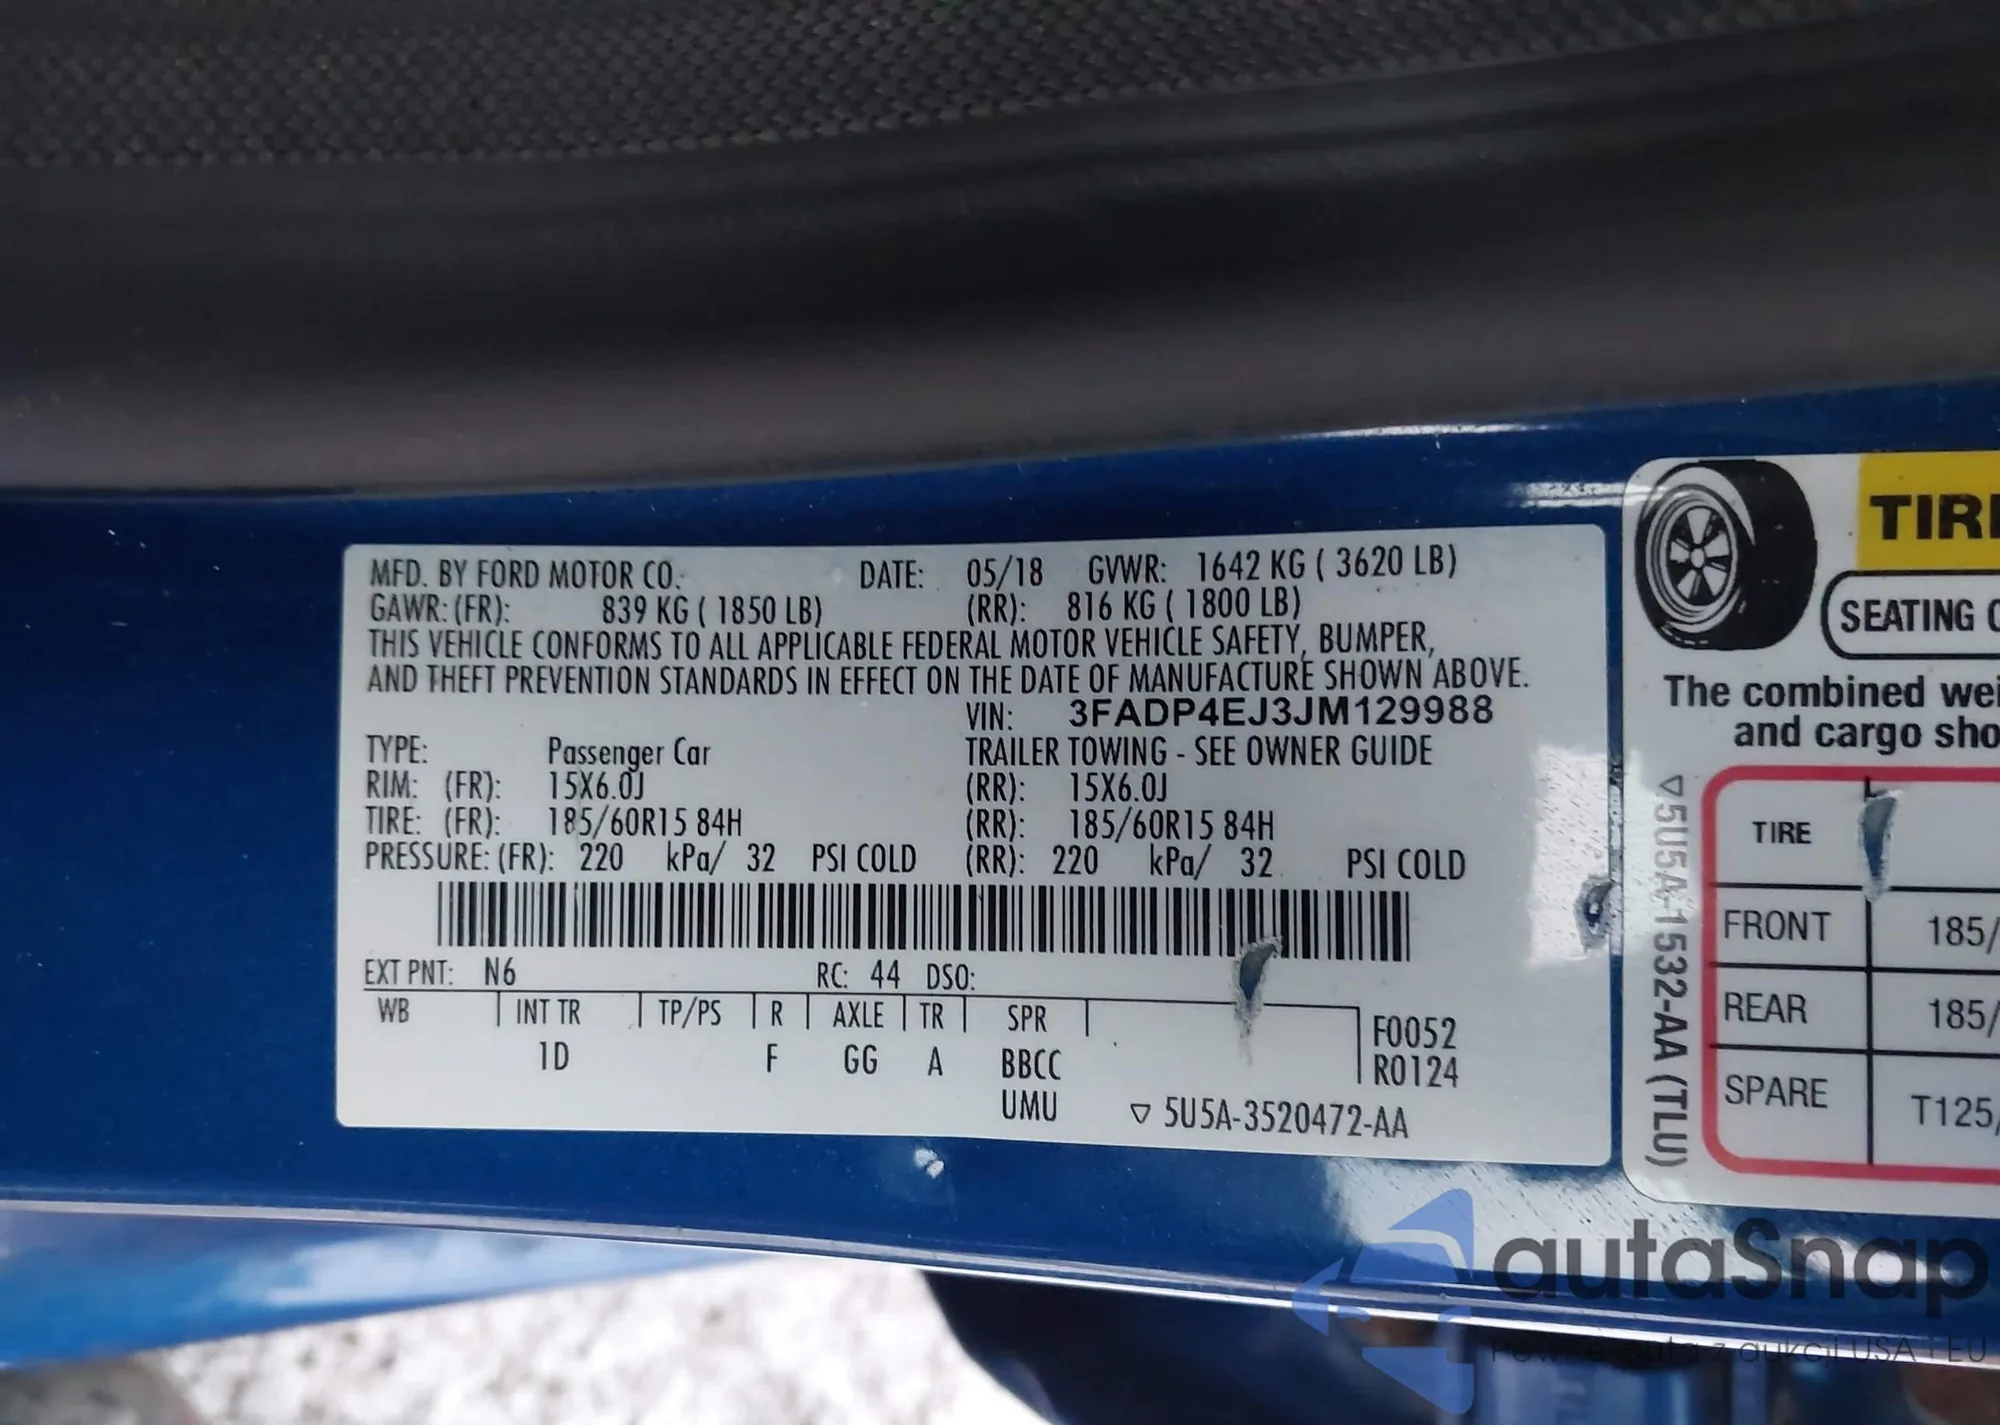 MFD. BY FORD MOTOR CO. DATE: 05/18 GVWR: 1642 KG ( 3620 LB)
GAWR: (FR): 839 KG ( 1850 LB) (RR): 816 KG ( 1800 LB)
THIS VEHICLE CONFORMS TO ALL APPLICABLE FEDERAL MOTOR VEHICLE SAFETY, BUMPER,
AND THEFT PREVENTION STANDARDS IN EFFECT ON THE DATE OF MANUFACTURE SHOWN ABOVE.
VIN: 3FADP4EJ3JM129988
TYPE: Passenger Car TRAILER TOWING - SEE OWNER GUIDE
RIM: (FR): 15X6.0J (RR): 15X6.0J
TIRE: (FR): 185/60R15 84H (RR): 185/60R15 84H
PRESSURE: (FR): 220 kPa/ 32 PSI COLD (RR): 220 kPa/ 32 PSI COLD
EXT PNT: N6 RC: 44 DSO:
WB INT TR TP/PS R AXLE TR SPR
1D F GG A BBCC
UMU
F0052
R0124
▽ 5U5A-3520472-AA
TIRE
SEATING C
The combined wei
and cargo sho
▽5U5A-1532-AA (TLU)
TIRE
FRONT 185/
REAR 185/
SPARE T125/
autaSnap
Pewne auta z aukcji USA i EU